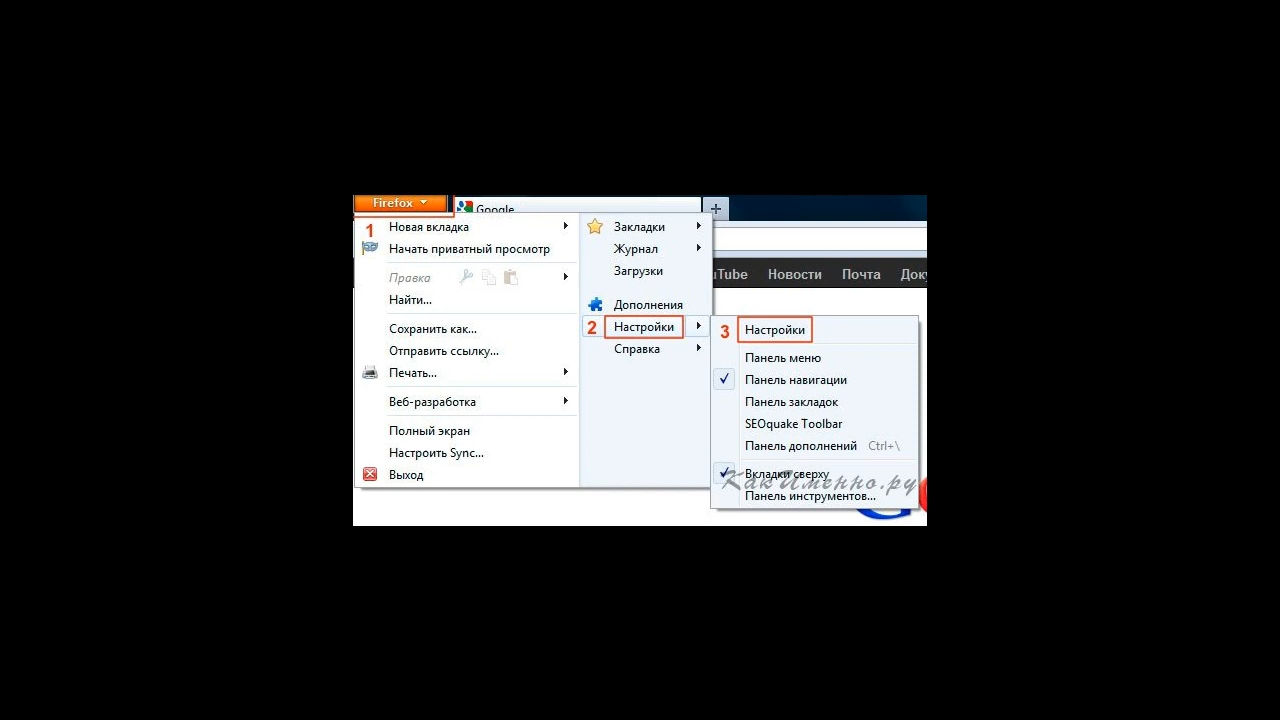 Firefox
Google
1
Новая вкладка
Начать приватный просмотр
Правка
Найти...
Сохранить как...
Отправить ссылку...
Печать...
Веб-разработка
Полный экран
Настроить Sync...
Выход
Закладки
Журнал
Загрузки
Дополнения
2 Настройки
Справка
uTube Новости Почта Доку
3 Настройки
Панель меню
Панель навигации
Панель закладок
SEOquake Toolbar
Панель дополнений Ctrl+\
Вкладки сверху
КакИменно.ру
Панель инструментов...